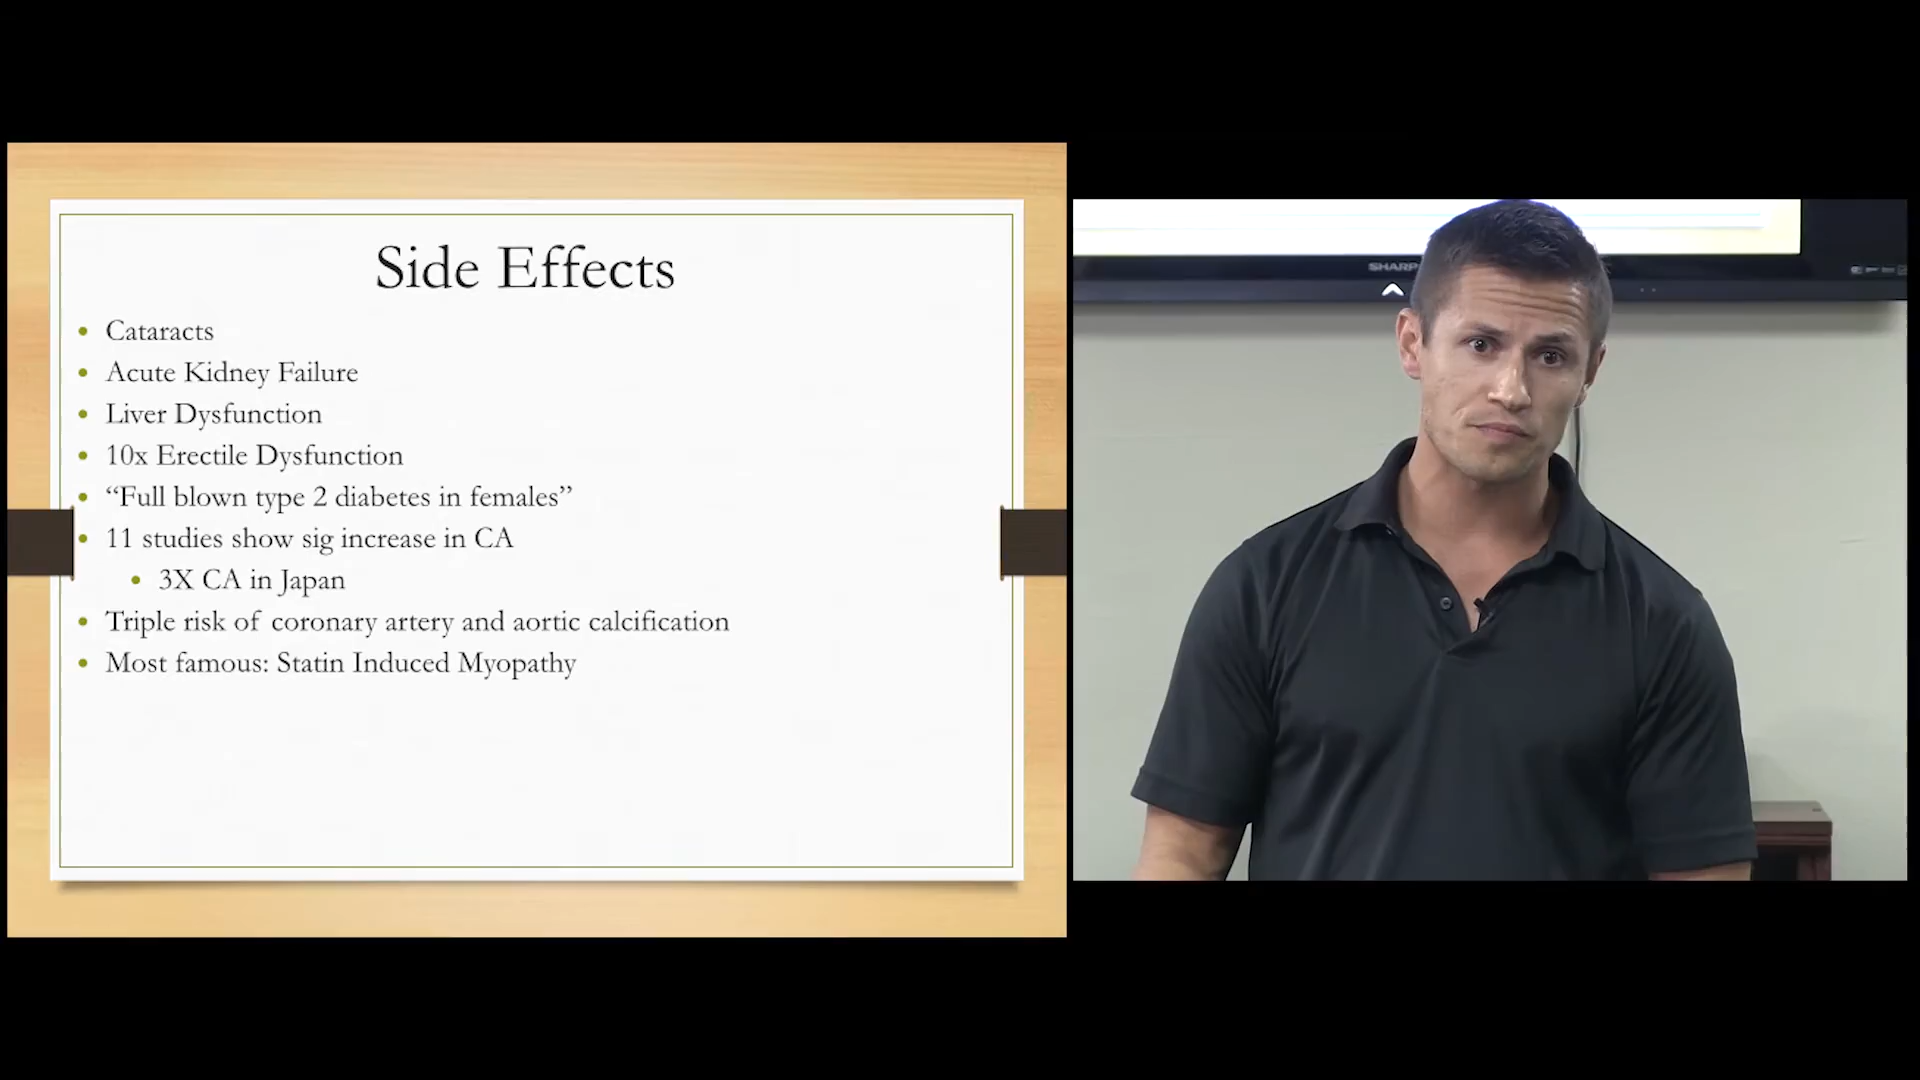 Side Effects
Cataracts
Acute Kidney Failure
Liver Dysfunction
10x Erectile Dysfunction
“Full blown type 2 diabetes in females”
11 studies show sig increase in CA
3X CA in Japan
Triple risk of coronary artery and aortic calcification
Most famous: Statin Induced Myopathy
SHARP